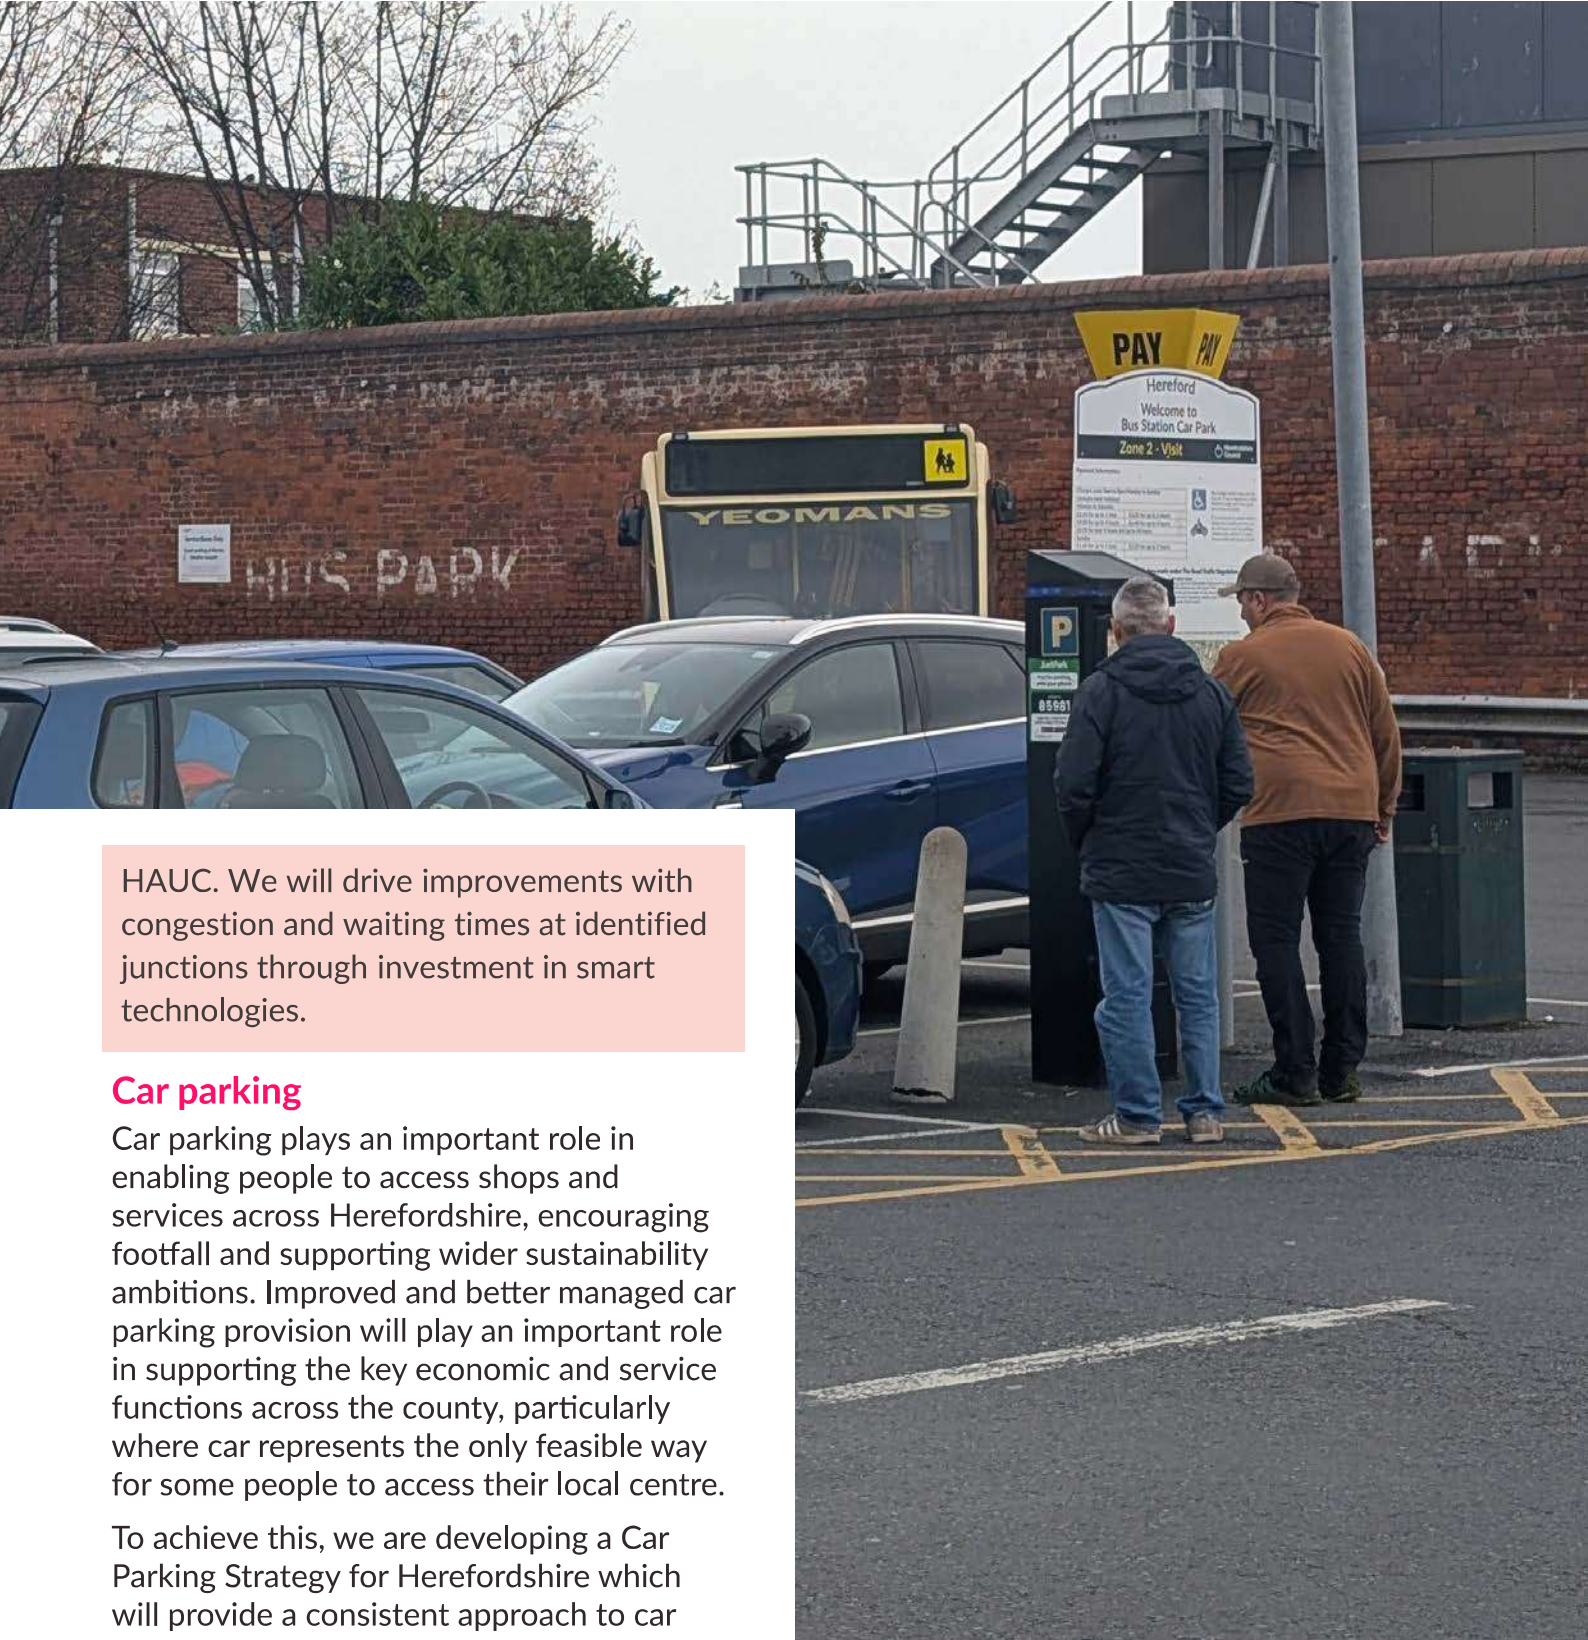 PAY PAY
Hereford
Welcome to
Bus Station Car Park
Zone 2 - Visit
YEOMANS
BUS PARK
P
JustPark
85981
HAUC. We will drive improvements with
congestion and waiting times at identified
junctions through investment in smart
technologies.
Car parking
Car parking plays an important role in
enabling people to access shops and
services across Herefordshire, encouraging
footfall and supporting wider sustainability
ambitions. Improved and better managed car
parking provision will play an important role
in supporting the key economic and service
functions across the county, particularly
where car represents the only feasible way
for some people to access their local centre.
To achieve this, we are developing a Car
Parking Strategy for Herefordshire which
will provide a consistent approach to car